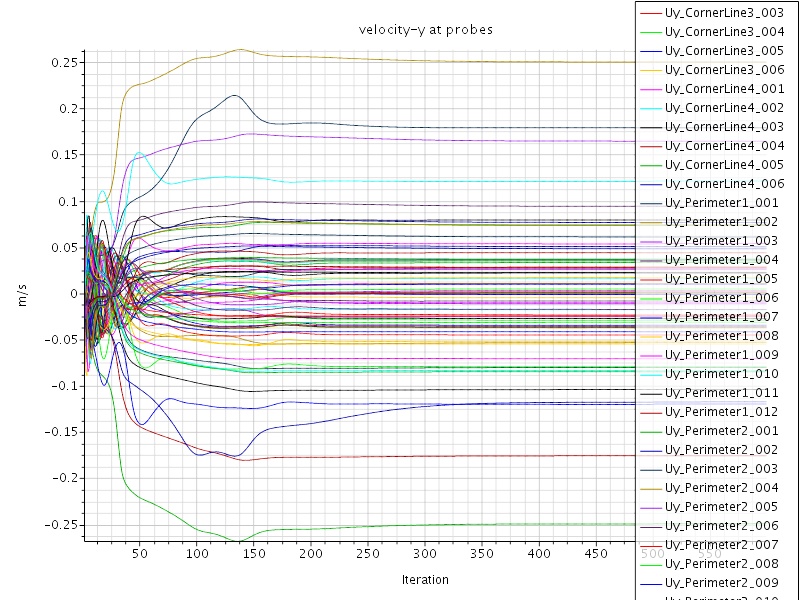 velocity-y at probes
m/s
0.25
0.2
0.15
0.1
0.05
0
-0.05
-0.1
-0.15
-0.2
-0.25
50
100
150
200
250
300
350
400
450
500
550
Iteration
Uy_CornerLine3_003
Uy_CornerLine3_004
Uy_CornerLine3_005
Uy_CornerLine3_006
Uy_CornerLine4_001
Uy_CornerLine4_002
Uy_CornerLine4_003
Uy_CornerLine4_004
Uy_CornerLine4_005
Uy_CornerLine4_006
Uy_Perimeter1_001
Uy_Perimeter1_002
Uy_Perimeter1_003
Uy_Perimeter1_004
Uy_Perimeter1_005
Uy_Perimeter1_006
Uy_Perimeter1_007
Uy_Perimeter1_008
Uy_Perimeter1_009
Uy_Perimeter1_010
Uy_Perimeter1_011
Uy_Perimeter1_012
Uy_Perimeter2_001
Uy_Perimeter2_002
Uy_Perimeter2_003
Uy_Perimeter2_004
Uy_Perimeter2_005
Uy_Perimeter2_006
Uy_Perimeter2_007
Uy_Perimeter2_008
Uy_Perimeter2_009